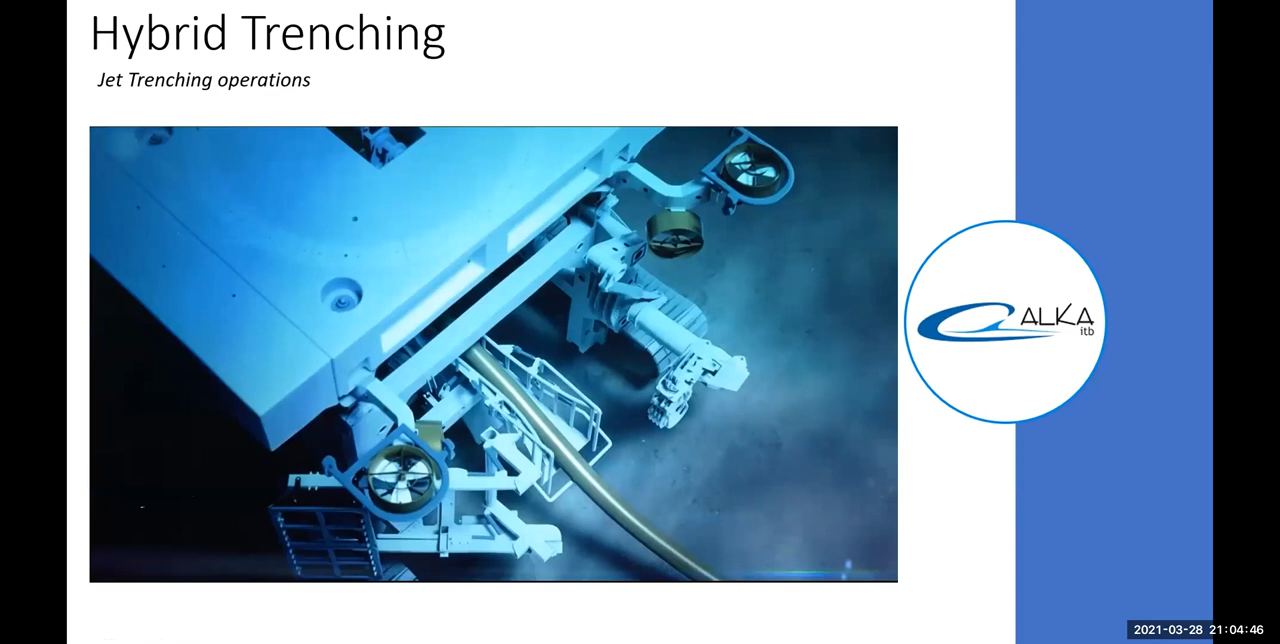 Hybrid Trenching
Jet Trenching operations
ALKA
itb
2021-03-28 21:04:46